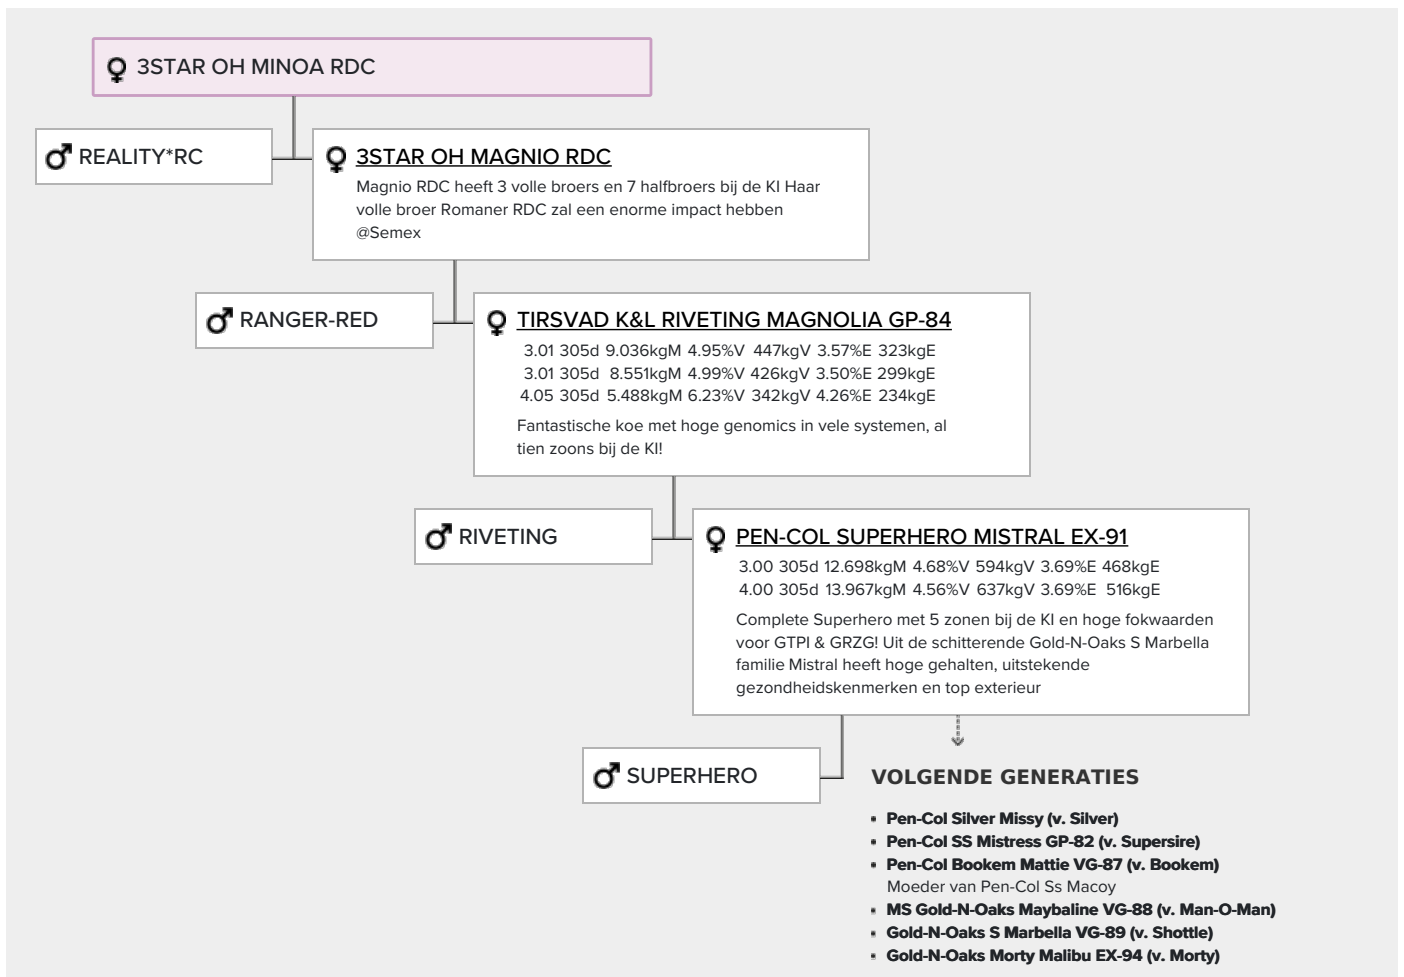 3STAR OH MINOA RDC
REALITY*RC
3STAR OH MAGNIO RDC
Magnio RDC heeft 3 volle broers en 7 halfbroers bij de KI Haar
volle broer Romaner RDC zal een enorme impact hebben
@Semex
RANGER-RED
TIRSVAD K&L RIVETING MAGNOLIA GP-84
3.01 305d 9.036kgM 4.95%V 447kgV 3.57%E 323kgE
3.01 305d 8.551kgM 4.99%V 426kgV 3.50%E 299kgE
4.05 305d 5.488kgM 6.23%V 342kgV 4.26%E 234kgE
Fantastische koe met hoge genomics in vele systemen, al
tien zoons bij de KI!
RIVETING
PEN-COL SUPERHERO MISTRAL EX-91
3.00 305d 12.698kgM 4.68%V 594kgV 3.69%E 468kgE
4.00 305d 13.967kgM 4.56%V 637kgV 3.69%E 516kgE
Complete Superhero met 5 zonen bij de KI en hoge fokwaarden
voor GTPI & GRZG! Uit de schitterende Gold-N-Oaks S Marbella
familie Mistral heeft hoge gehalten, uitstekende
gezondheidskenmerken en top exterieur
SUPERHERO
VOLGENDE GENERATIES
Pen-Col Silver Missy (v. Silver)
Pen-Col SS Mistress GP-82 (v. Supersire)
Pen-Col Bookem Mattie VG-87 (v. Bookem)
Moeder van Pen-Col Ss Macoy
MS Gold-N-Oaks Maybaline VG-88 (v. Man-O-Man)
Gold-N-Oaks S Marbella VG-89 (v. Shottle)
Gold-N-Oaks Morty Malibu EX-94 (v. Morty)